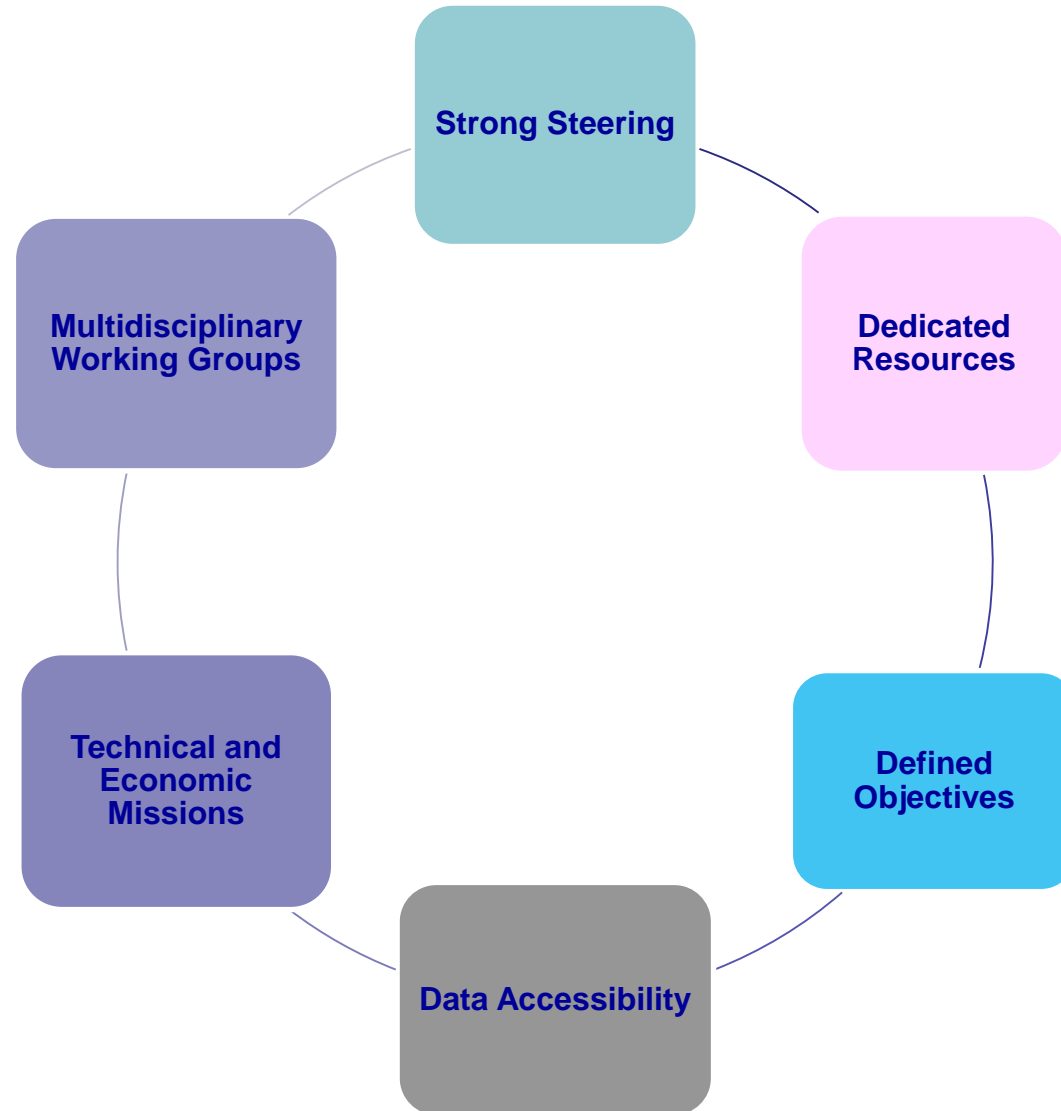 Strong Steering
Dedicated
Resources
Defined
Objectives
Data Accessibility
Technical and
Economic
Missions
Multidisciplinary
Working Groups